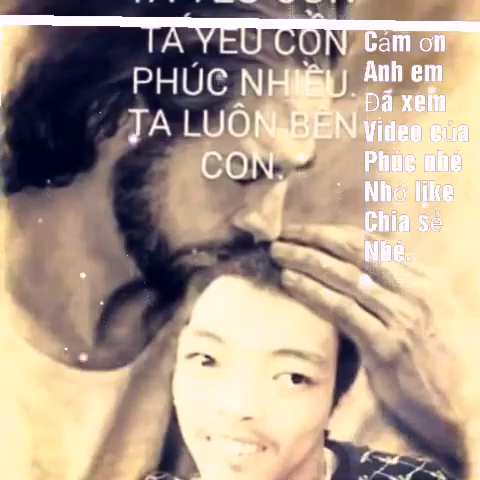 TA YÊU CỒN
PHÚC NHIỀU.
TA LUÔN BÊN
CON.
Cám ơn
Anh em
Đã xem
Video của
Phúc nhé
Nhớ like
Chia sẻ
Nhé.